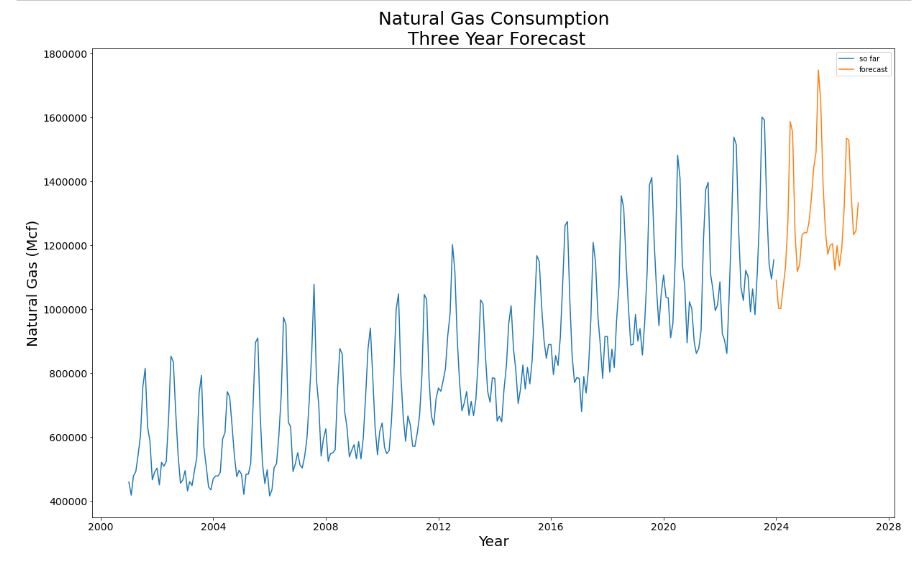 Natural Gas Consumption
Three Year Forecast
so far
forecast
Natural Gas (Mcf)
1800000
1600000
1400000
1200000
1000000
800000
600000
400000
2000 2004 2008 2012 2016 2020 2024 2028
Year